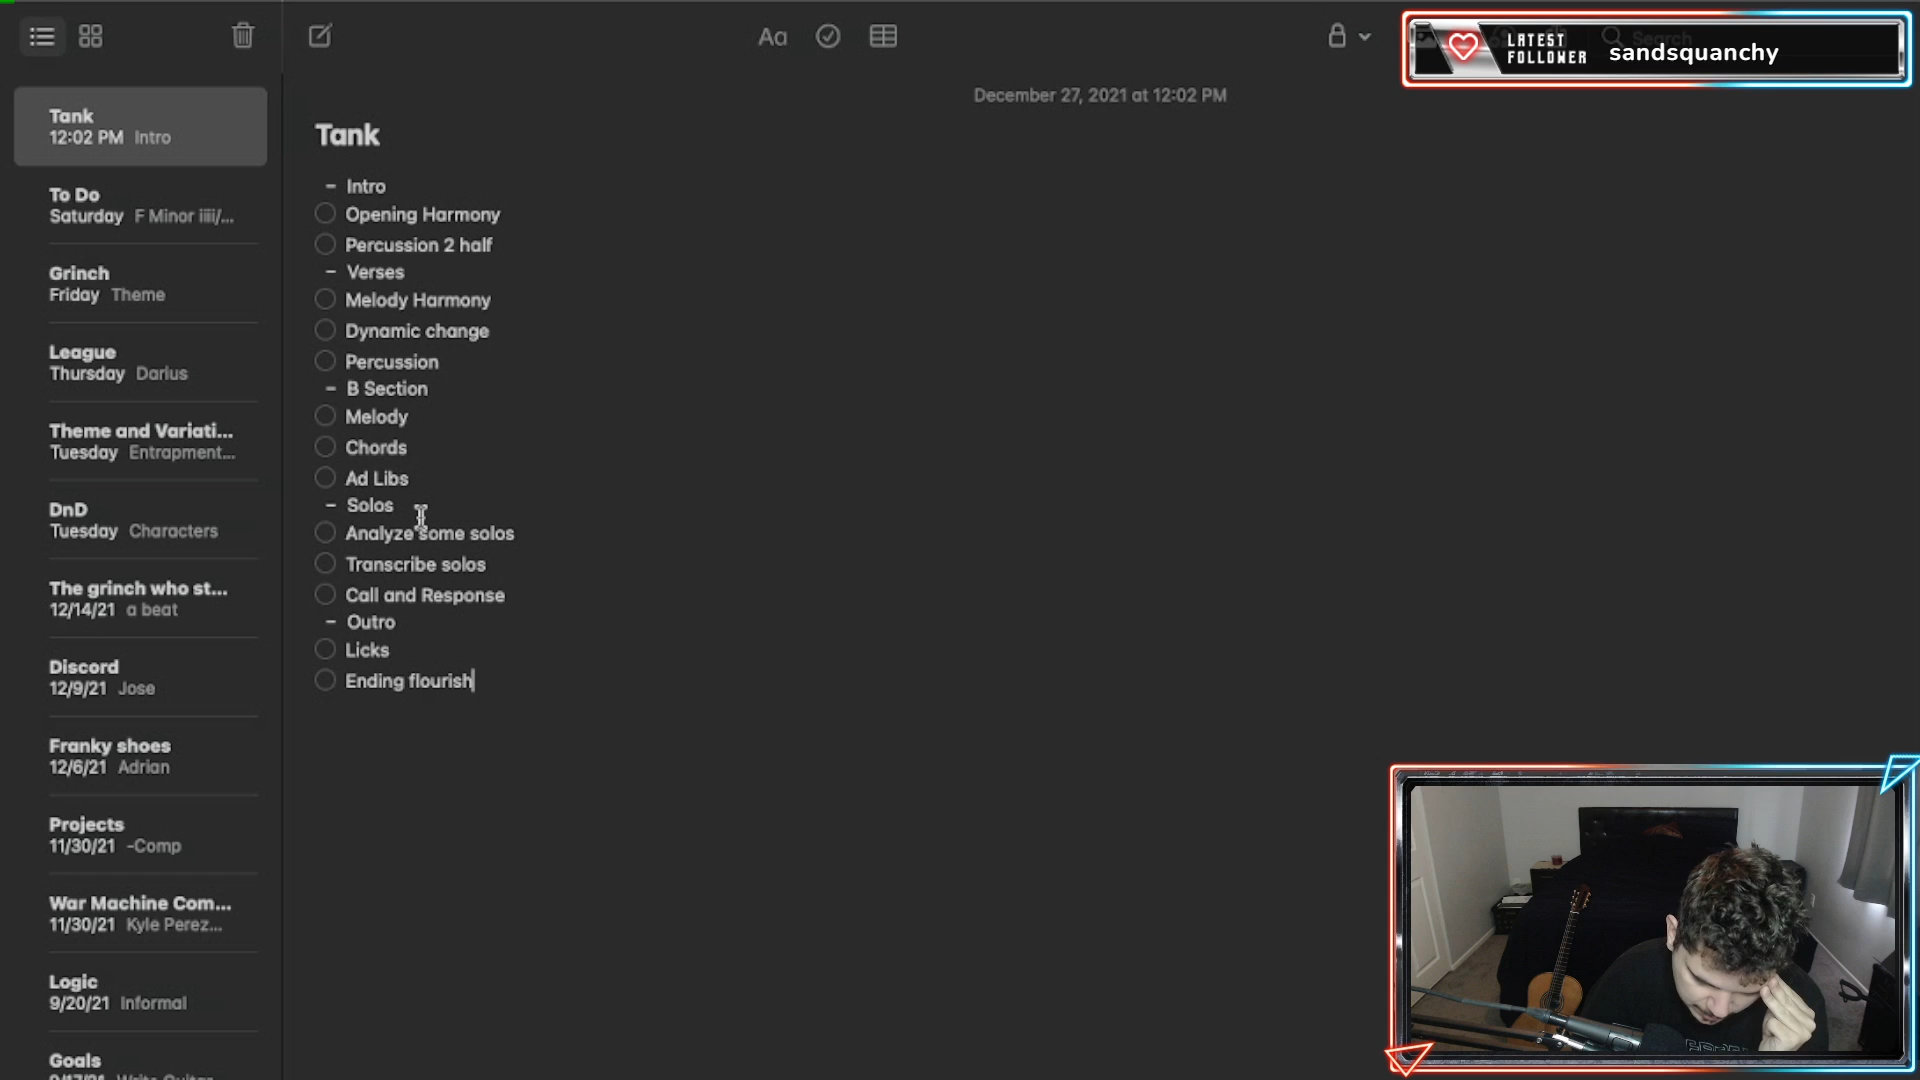 Aa
Search
LATEST
FOLLOWER
sandsquanchy
December 27, 2021 at 12:02 PM
Tank
12:02 PM Intro
To Do
Saturday F Minor iiii/...
Grinch
Friday Theme
League
Thursday Darius
Theme and Variati...
Tuesday Entrapment...
DnD
Tuesday Characters
The grinch who st...
12/14/21 a beat
Discord
12/9/21 Jose
Franky shoes
12/6/21 Adrian
Projects
11/30/21 -Comp
War Machine Com...
11/30/21 Kyle Perez...
Logic
9/20/21 Informal
Goals
Tank
– Intro
Opening Harmony
Percussion 2 half
– Verses
Melody Harmony
Dynamic change
Percussion
– B Section
Melody
Chords
Ad Libs
– Solos
Analyze some solos
Transcribe solos
Call and Response
– Outro
Licks
Ending flourish